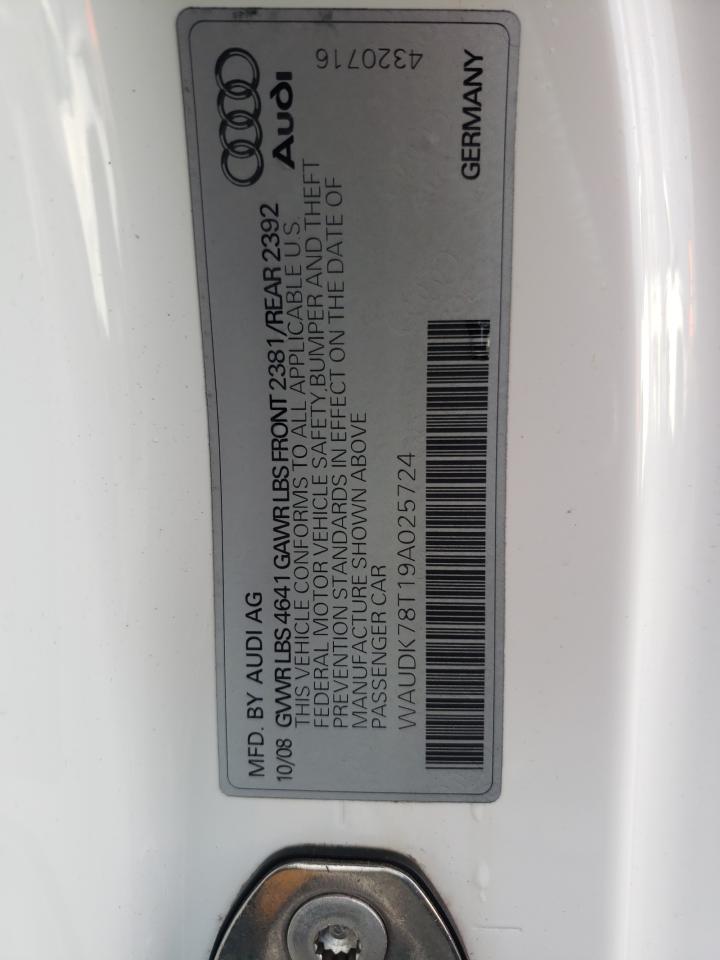 MFD. BY AUDI AG
10/08 GVWR LBS 4641 GAWR LBS FRONT 2381/REAR 2392
THIS VEHICLE CONFORMS TO ALL APPLICABLE U.S.
FEDERAL MOTOR VEHICLE SAFETY,BUMPER AND THEFT
PREVENTION STANDARDS IN EFFECT ON THE DATE OF
MANUFACTURE SHOWN ABOVE
PASSENGER CAR
WAUDK78T19A025724
Audi
4320716
GERMANY